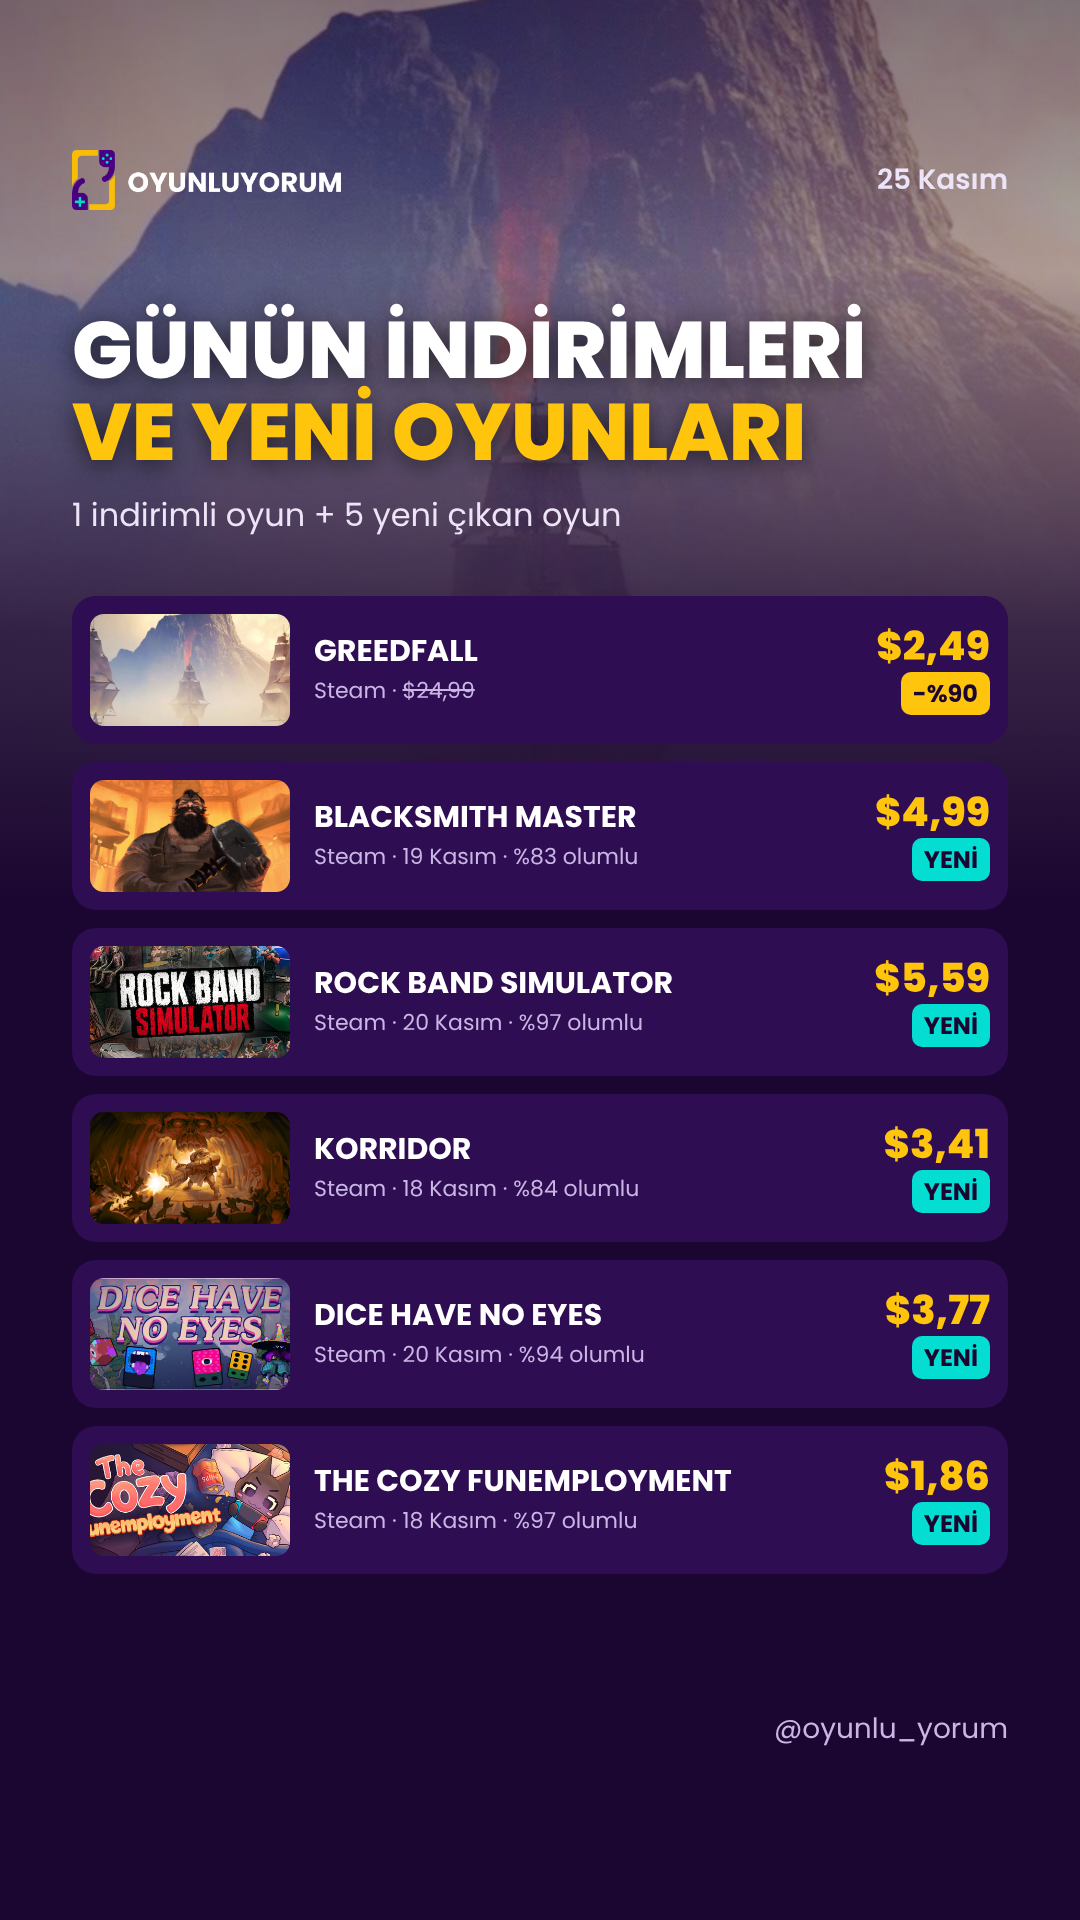 OYUNLUYORUM
25 Kasım
GÜNÜN İNDİRİMLERİ
VE YENİ OYUNLARI
1 indirimli oyun + 5 yeni çıkan oyun
GREEDFALL
Steam · $24,99
$2,49
-%90
BLACKSMITH MASTER
Steam · 19 Kasım · %83 olumlu
$4,99
YENİ
ROCK BAND
SIMULATOR
ROCK BAND SIMULATOR
Steam · 20 Kasım · %97 olumlu
$5,59
YENİ
KORRIDOR
Steam · 18 Kasım · %84 olumlu
$3,41
YENİ
DICE HAVE
NO EYES
DICE HAVE NO EYES
Steam · 20 Kasım · %94 olumlu
$3,77
YENİ
The
Cozy
unemployment
THE COZY FUNEMPLOYMENT
Steam · 18 Kasım · %97 olumlu
$1,86
YENİ
@oyunlu_yorum